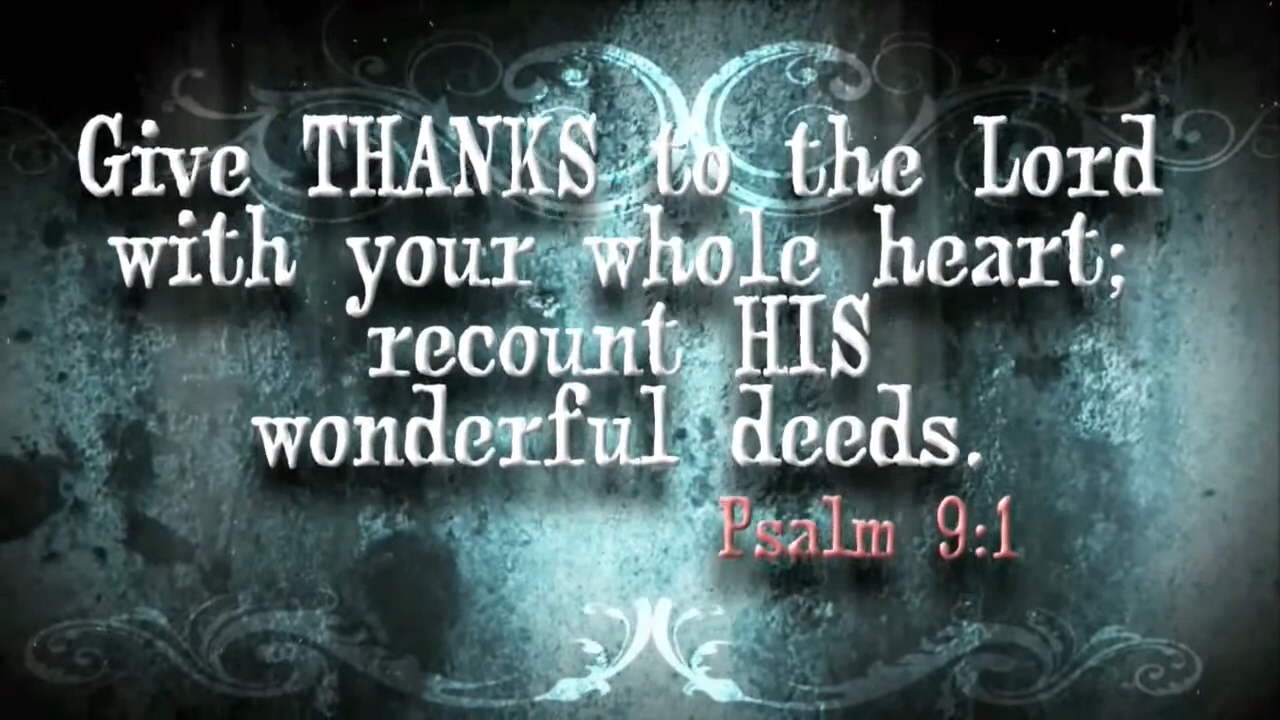 Give THANKS to the Lord
with your whole heart;
recount HIS
wonderful deeds.
Psalm 9:1